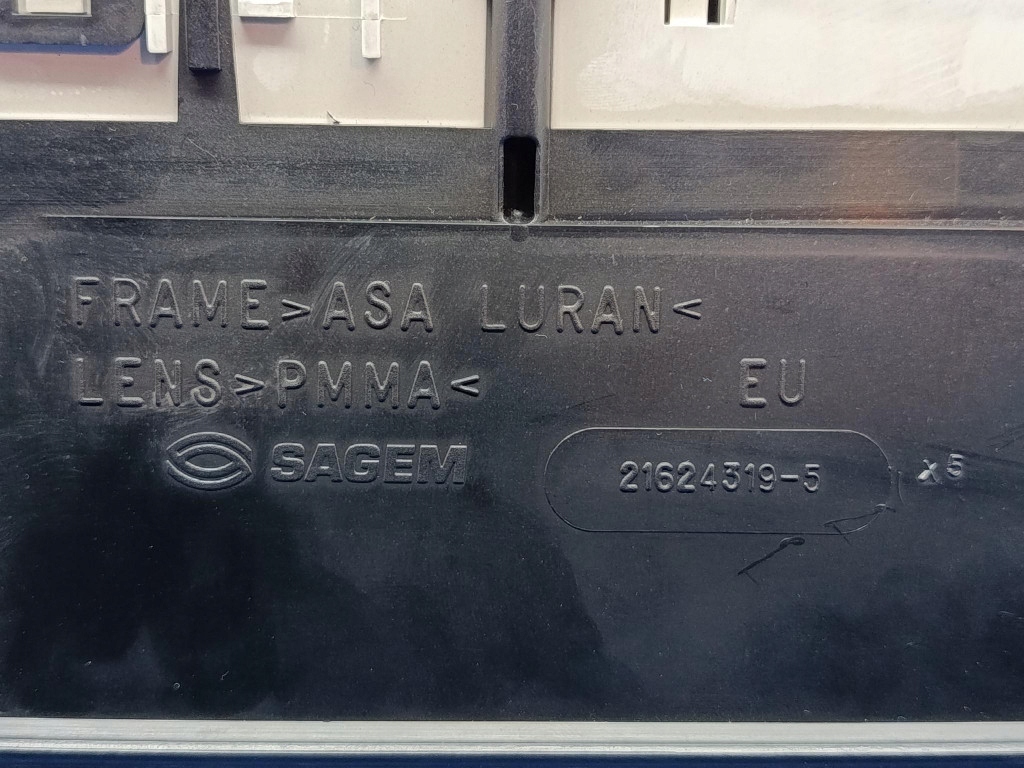 FRAME>ASA LURAN<
LENS>PMMA<
EU
SAGEM
21624319-5
x5